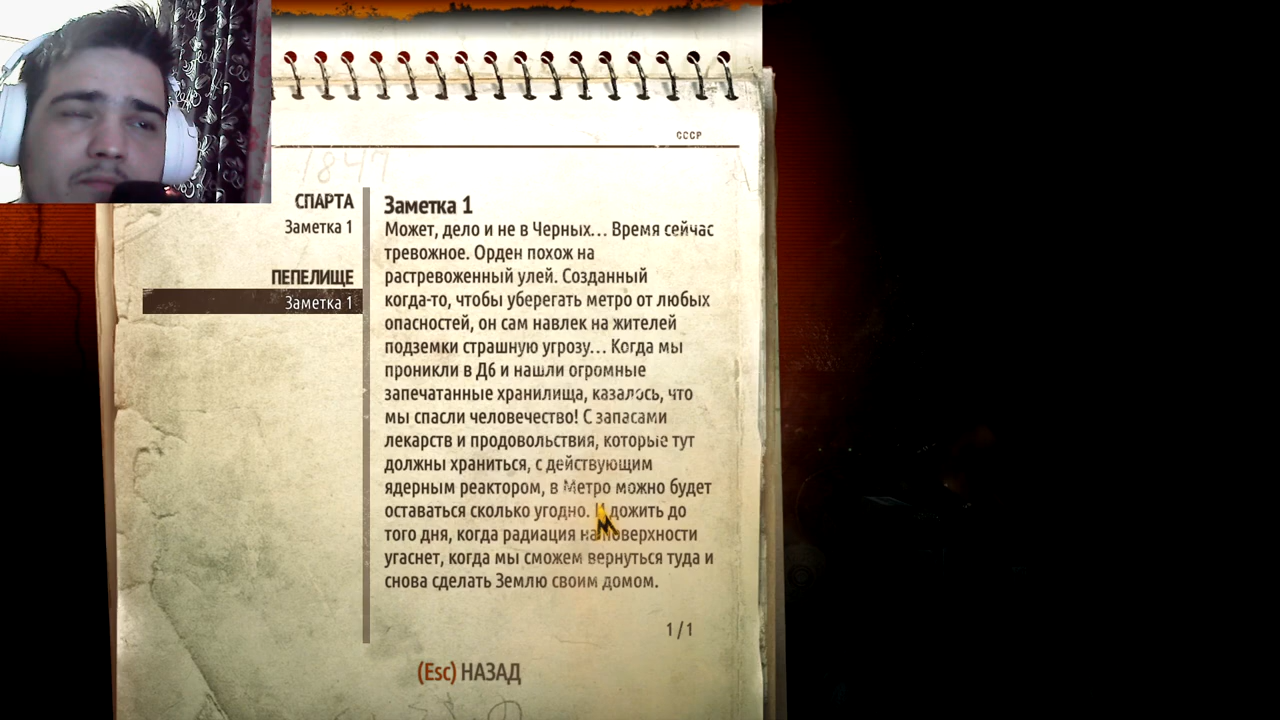 СССР
1847
СПАРТА
Заметка 1
ПЕПЕЛИЩЕ
Заметка 1
Заметка 1
Может, дело и не в Черных... Время сейчас
тревожное. Орден похож на
растревоженный улей. Созданный
когда-то, чтобы уберегать метро от любых
опасностей, он сам навлек на жителей
подземки страшную угрозу... Когда мы
проникли в Д6 и нашли огромные
запечатанные хранилища, казалось, что
мы спасли человечество! С запасами
лекарств и продовольствия, которые тут
должны храниться, с действующим
ядерным реактором, в Метро можно будет
оставаться сколько угодно. И дожить до
того дня, когда радиация на поверхности
угаснет, когда мы сможем вернуться туда и
снова сделать Землю своим домом.
1 / 1
(Esc) НАЗАД